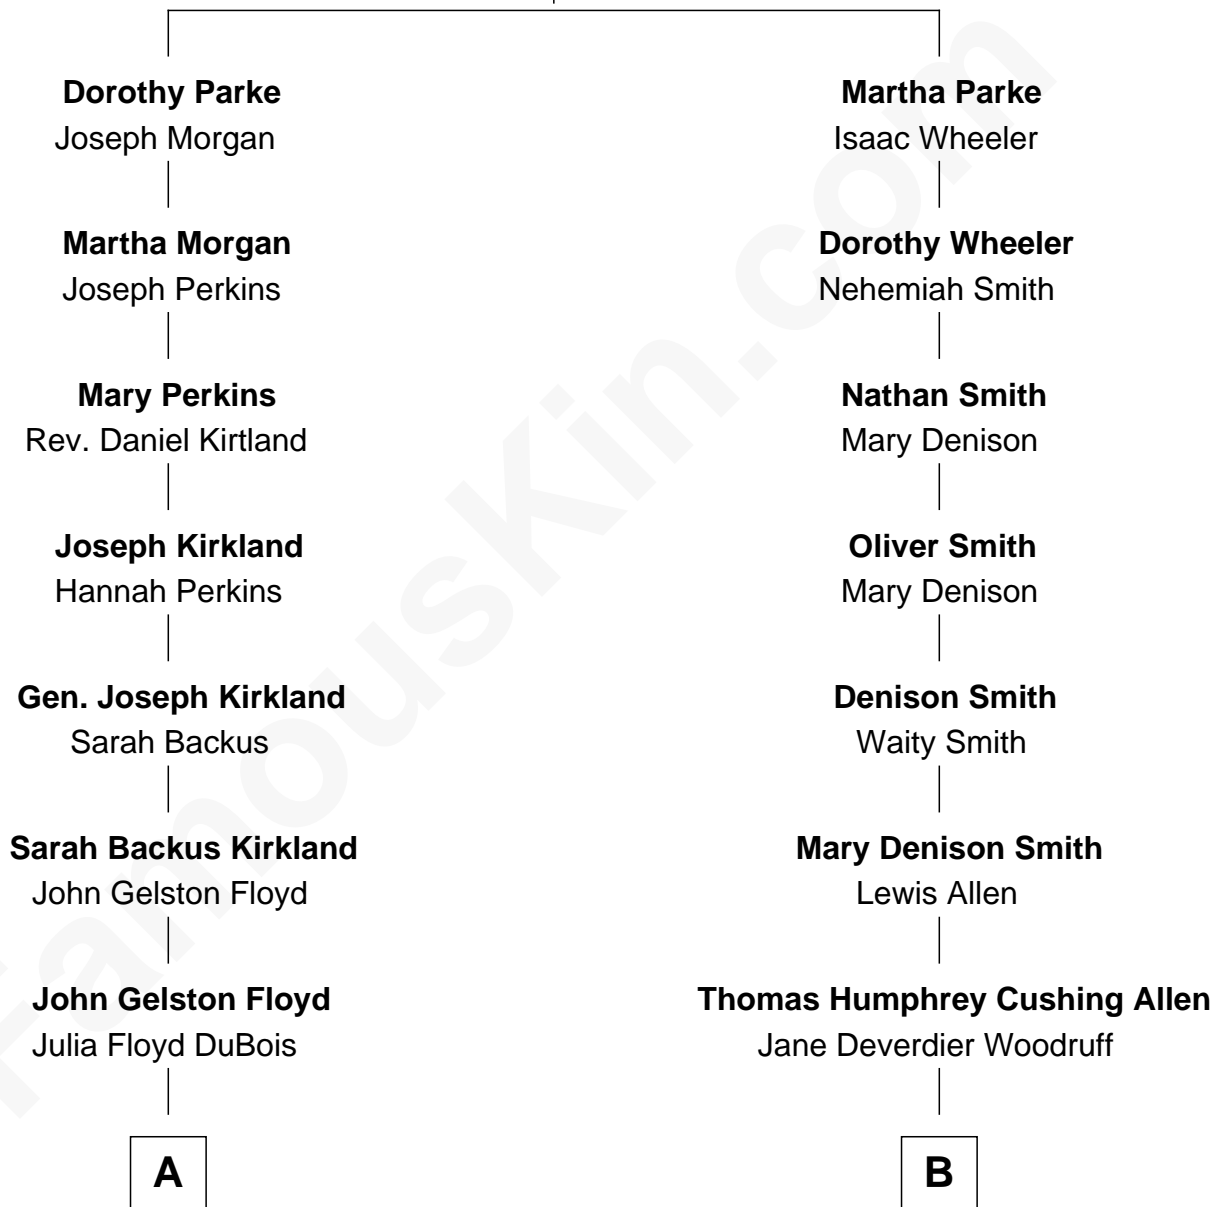 Dorothy Parke
Joseph Morgan
Martha Morgan
Joseph Perkins
Mary Perkins
Rev. Daniel Kirtland
Joseph Kirkland
Hannah Perkins
Gen. Joseph Kirkland
Sarah Backus
Sarah Backus Kirkland
John Gelston Floyd
John Gelston Floyd
Julia Floyd DuBois
A
Martha Parke
Isaac Wheeler
Dorothy Wheeler
Nehemiah Smith
Nathan Smith
Mary Denison
Oliver Smith
Mary Denison
Denison Smith
Waity Smith
Mary Denison Smith
Lewis Allen
Thomas Humphrey Cushing Allen
Jane Deverdier Woodruff
B
FamousKin.com